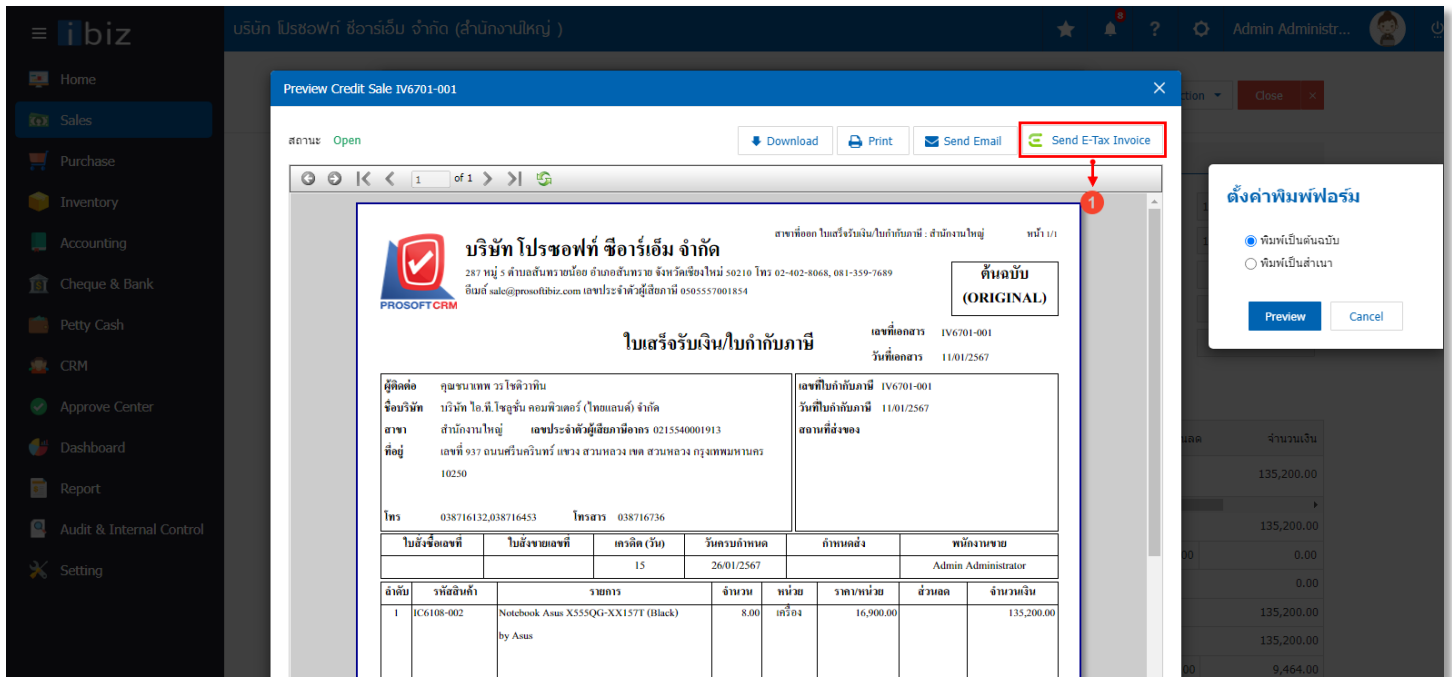 ibiz
บริษัท โปรซอฟท์ ซีอาร์เอ็ม จำกัด (สำนักงานใหญ่ )
8
?
Admin Administr...
Home
Sales
Purchase
Inventory
Accounting
Cheque & Bank
Petty Cash
CRM
Approve Center
Dashboard
Report
Audit & Internal Control
Setting
Preview Credit Sale IV6701-001
ction
Close ×
สถานะ Open
Download
Print
Send Email
Send E-Tax Invoice
1 of 1
1
สาขาที่ออก ใบเสร็จรับเงิน/ใบกำกับภาษี : สำนักงานใหญ่ หน้า 1/1
บริษัท โปรซอฟท์ ซีอาร์เอ็ม จำกัด
287 หมู่ 5 ตำบลสันทรายน้อย อำเภอสันทราย จังหวัดเชียงใหม่ 50210 โทร 02-402-8068, 081-359-7689
อีเมล์ sale@prosoftibiz.com เลขประจำตัวผู้เสียภาษี 0505557001854
PROSOFT CRM
ต้นฉบับ
(ORIGINAL)
ใบเสร็จรับเงิน/ใบกำกับภาษี
เลขที่เอกสาร IV6701-001
วันที่เอกสาร 11/01/2567
ผู้ติดต่อ คุณชนาเทพ วรโชติวาทิน
ชื่อบริษัท บริษัท ไอ.ที.โซลูชั่น คอมพิวเตอร์ (ไทยแลนด์) จำกัด
สาขา สำนักงานใหญ่ เลขประจำตัวผู้เสียภาษีอากร 0215540001913
ที่อยู่ เลขที่ 937 ถนนศรีนครินทร์ แขวง สวนหลวง เขต สวนหลวง กรุงเทพมหานคร
10250
โทร 038716132,038716453 โทรสาร 038716736
เลขที่ใบกำกับภาษี IV6701-001
วันที่ใบกำกับภาษี 11/01/2567
สถานที่ส่งของ
ใบสั่งซื้อเลขที่ ใบสั่งขายเลขที่ เครดิต (วัน) วันครบกำหนด กำหนดส่ง พนักงานขาย
15 26/01/2567 Admin Administrator
ลำดับ รหัสสินค้า รายการ จำนวน หน่วย ราคา/หน่วย ส่วนลด จำนวนเงิน
1 IC6108-002 Notebook Asus X555QG-XX157T (Black) 8.00 เครื่อง 16,900.00 135,200.00
by Asus
ตั้งค่าพิมพ์ฟอร์ม
พิมพ์เป็นต้นฉบับ
พิมพ์เป็นสำเนา
Preview
Cancel
นลด จำนวนเงิน
135,200.00
135,200.00
00 0.00
0.00
135,200.00
135,200.00
00 9,464.00